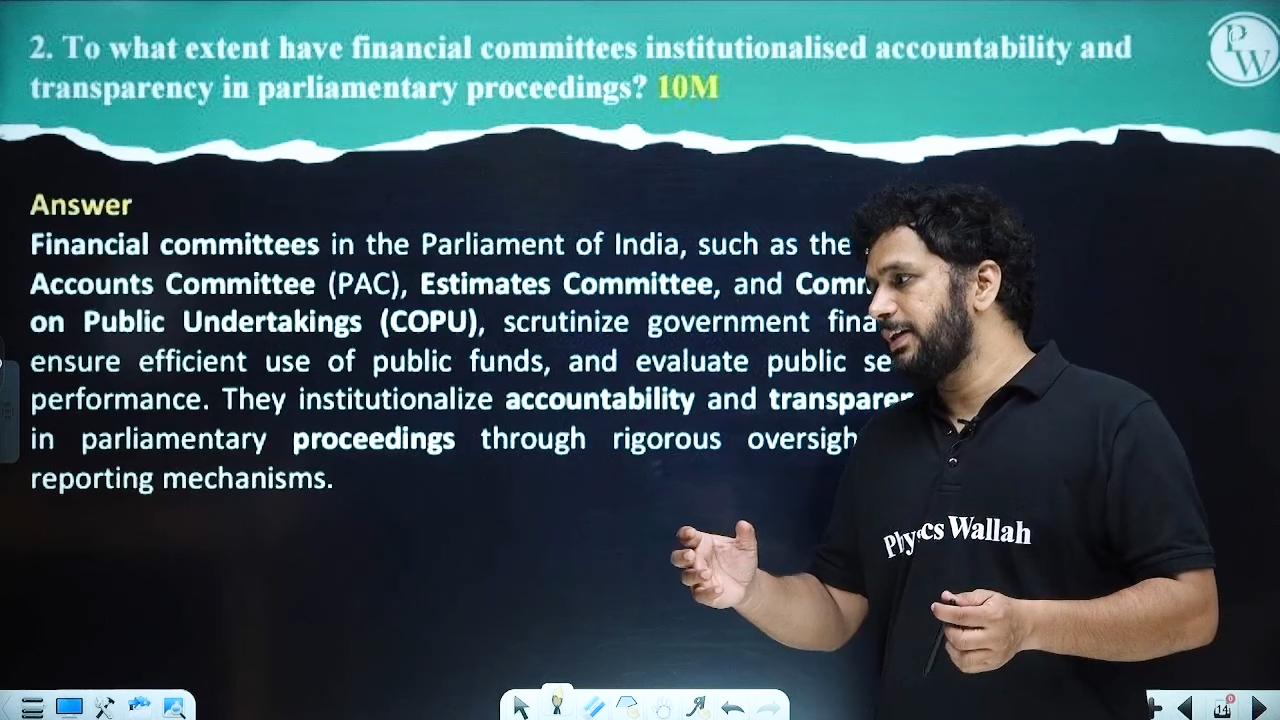 2. To what extent have financial committees institutionalised accountability and
transparency in parliamentary proceedings? 10M
PW
Answer
Financial committees in the Parliament of India, such as the
Accounts Committee (PAC), Estimates Committee, and
on Public Undertakings (COPU), scrutinize government
ensure efficient use of public funds, and evaluate public
performance. They institutionalize accountability and
in parliamentary proceedings through rigorous
reporting mechanisms.
Physics Wallah
14